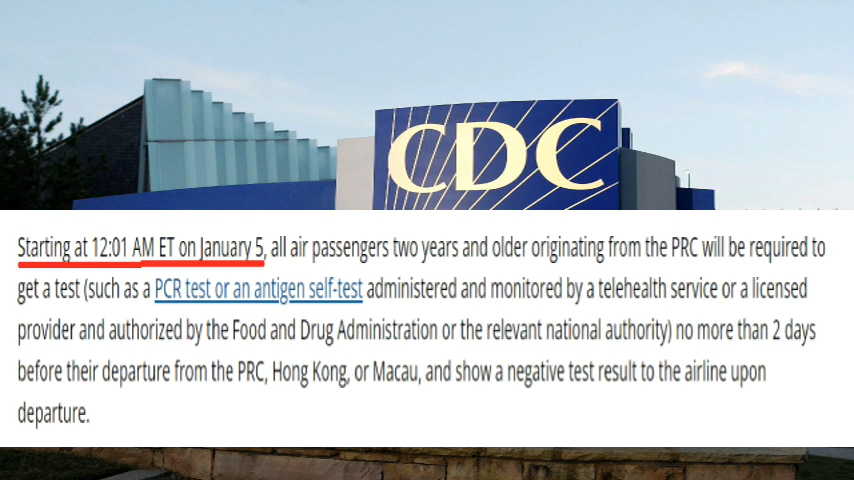 CDC
Starting at 12:01 AM ET on January 5, all air passengers two years and older originating from the PRC will be required to
get a test (such as a PCR test or an antigen self-test administered and monitored by a telehealth service or a licensed
provider and authorized by the Food and Drug Administration or the relevant national authority) no more than 2 days
before their departure from the PRC, Hong Kong, or Macau, and show a negative test result to the airline upon
departure.